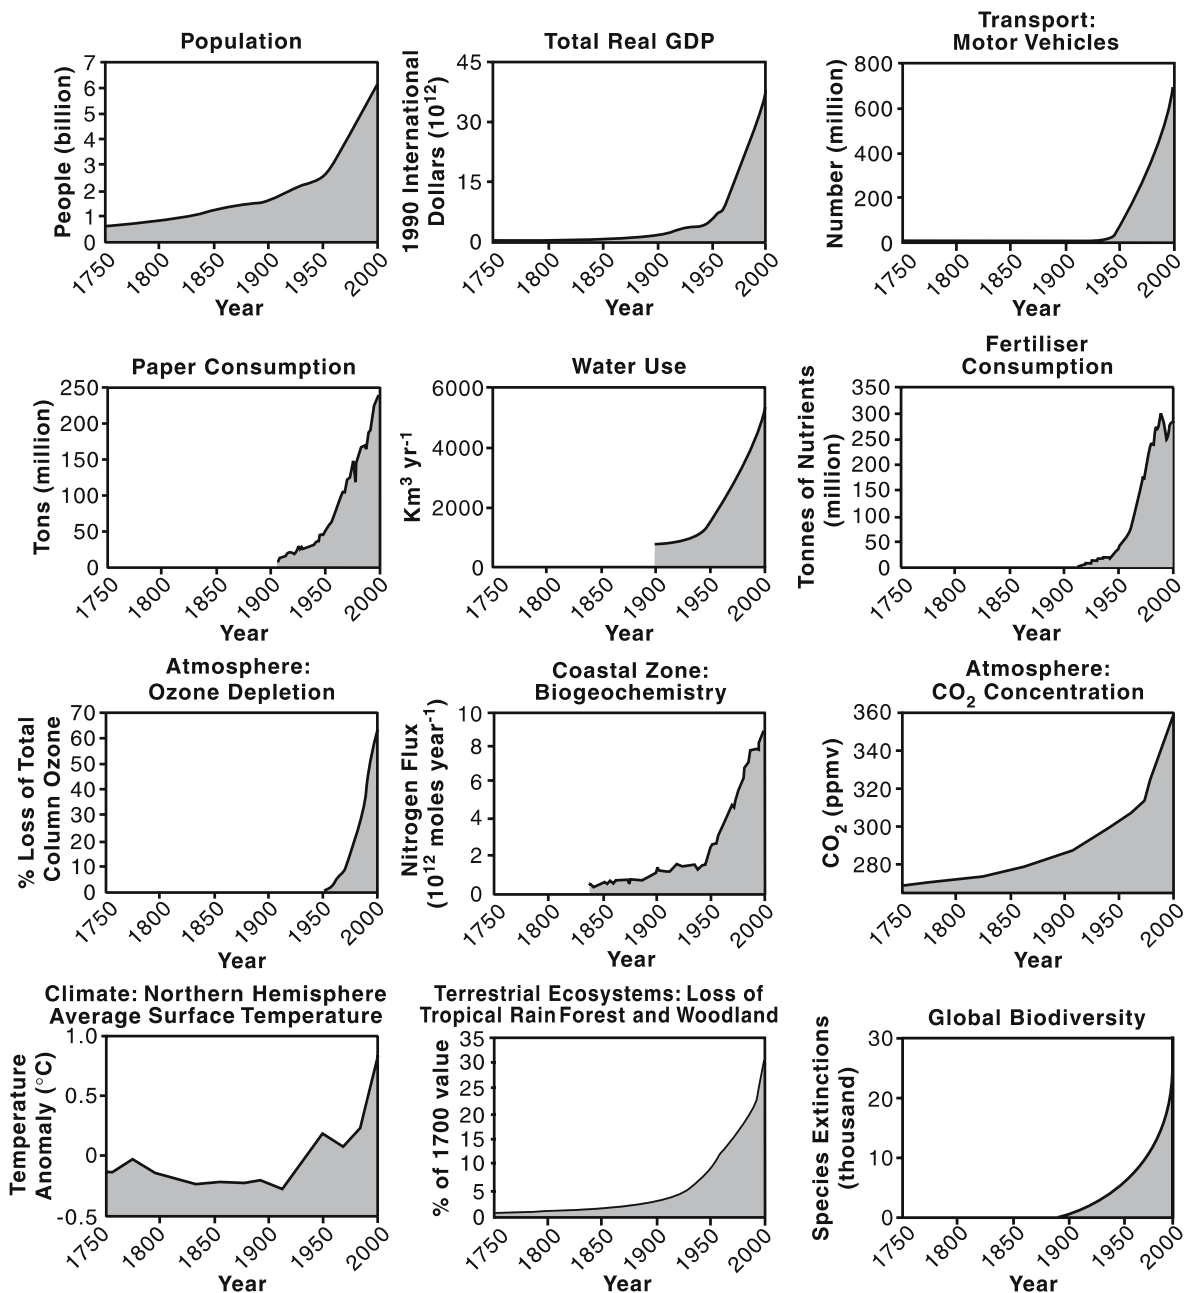 Population
People (billion)
7
6
5
4
3
2
1
0
1750
1800
1850
1900
1950
2000
Year
Total Real GDP
1990 International
Dollars (10¹²)
45
30
15
0
1750
1800
1850
1900
1950
2000
Year
Transport:
Motor Vehicles
Number (million)
800
600
400
200
0
1750
1800
1850
1900
1950
2000
Year
Paper Consumption
Tons (million)
250
200
150
100
50
0
1750
1800
1850
1900
1950
2000
Year
Water Use
Km³ yr⁻¹
6000
4000
2000
0
1750
1800
1850
1900
1950
2000
Year
Fertiliser
Consumption
Tonnes of Nutrients
(million)
350
300
250
200
150
100
50
0
1750
1800
1850
1900
1950
2000
Year
Atmosphere:
Ozone Depletion
% Loss of Total
Column Ozone
70
60
50
40
30
20
10
0
1750
1800
1850
1900
1950
2000
Year
Coastal Zone:
Biogeochemistry
Nitrogen Flux
(10¹² moles year⁻¹)
10
8
6
4
2
0
1750
1800
1850
1900
1950
2000
Year
Atmosphere:
CO₂ Concentration
CO₂ (ppmv)
360
340
320
300
280
1750
1800
1850
1900
1950
2000
Year
Climate: Northern Hemisphere
Average Surface Temperature
Temperature
Anomaly (°C)
1.0
0.5
0
-0.5
1750
1800
1850
1900
1950
2000
Year
Terrestrial Ecosystems: Loss of
Tropical Rain Forest and Woodland
% of 1700 value
35
30
25
20
15
10
5
0
1750
1800
1850
1900
1950
2000
Year
Global Biodiversity
Species Extinctions
(thousand)
30
20
10
0
1750
1800
1850
1900
1950
2000
Year